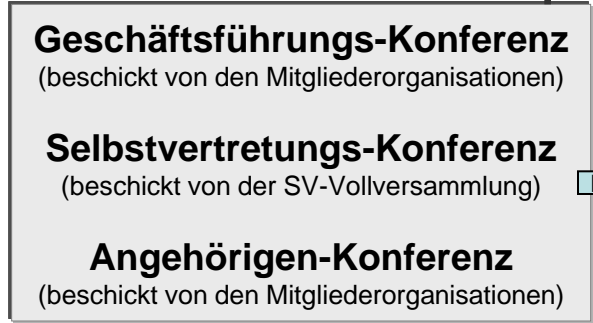 Geschäftsführungs-Konferenz
(beschickt von den Mitgliederorganisationen)
Selbstvertretungs-Konferenz
(beschickt von der SV-Vollversammlung)
Angehörigen-Konferenz
(beschickt von den Mitgliederorganisationen)